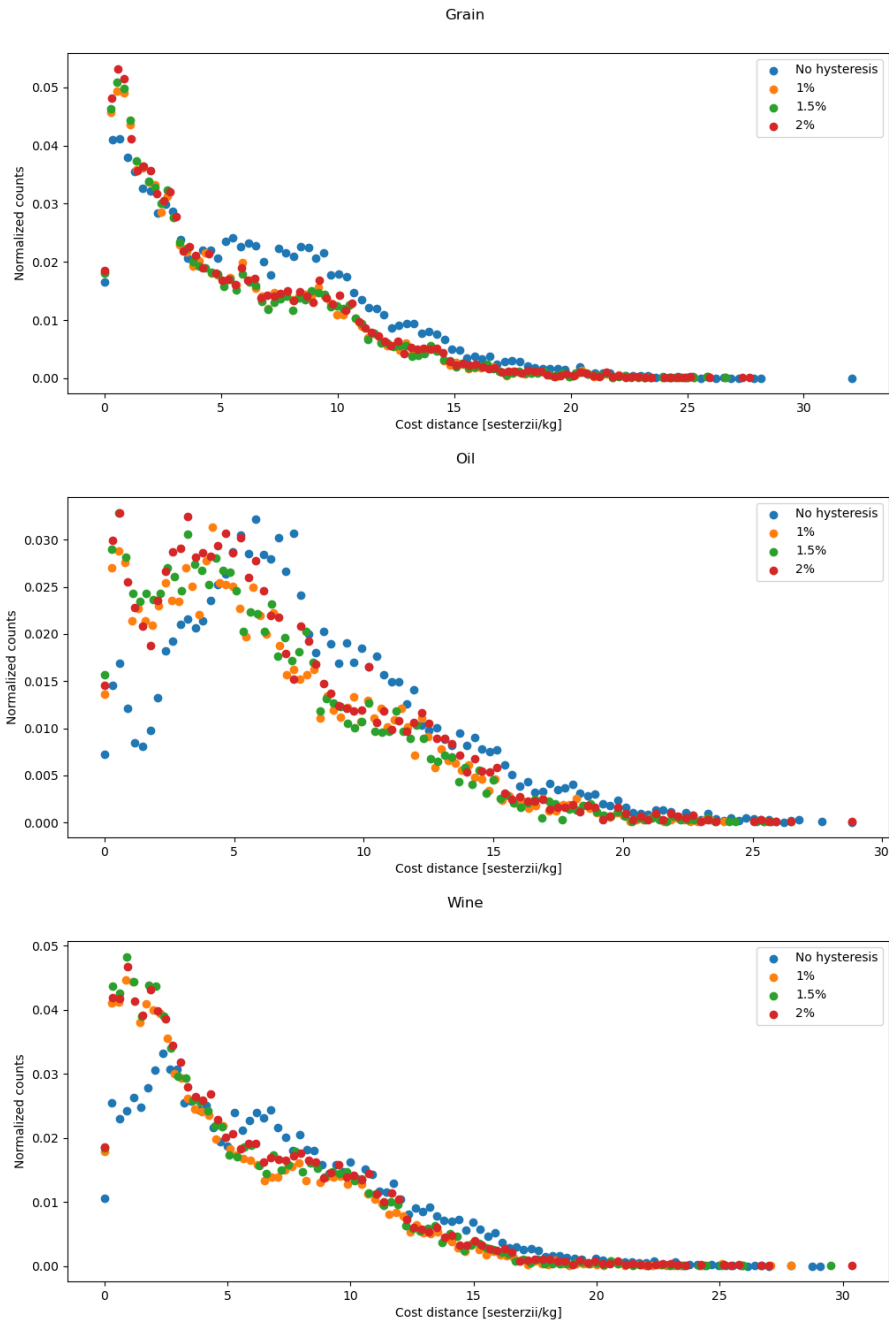 Grain
Normalized counts
0.05
0.04
0.03
0.02
0.01
0.00
No hysteresis
1%
1.5%
2%
0 5 10 15 20 25 30
Cost distance [sesterzii/kg]
Oil
Normalized counts
0.030
0.025
0.020
0.015
0.010
0.005
0.000
No hysteresis
1%
1.5%
2%
0 5 10 15 20 25 30
Cost distance [sesterzii/kg]
Wine
Normalized counts
0.05
0.04
0.03
0.02
0.01
0.00
No hysteresis
1%
1.5%
2%
0 5 10 15 20 25 30
Cost distance [sesterzii/kg]